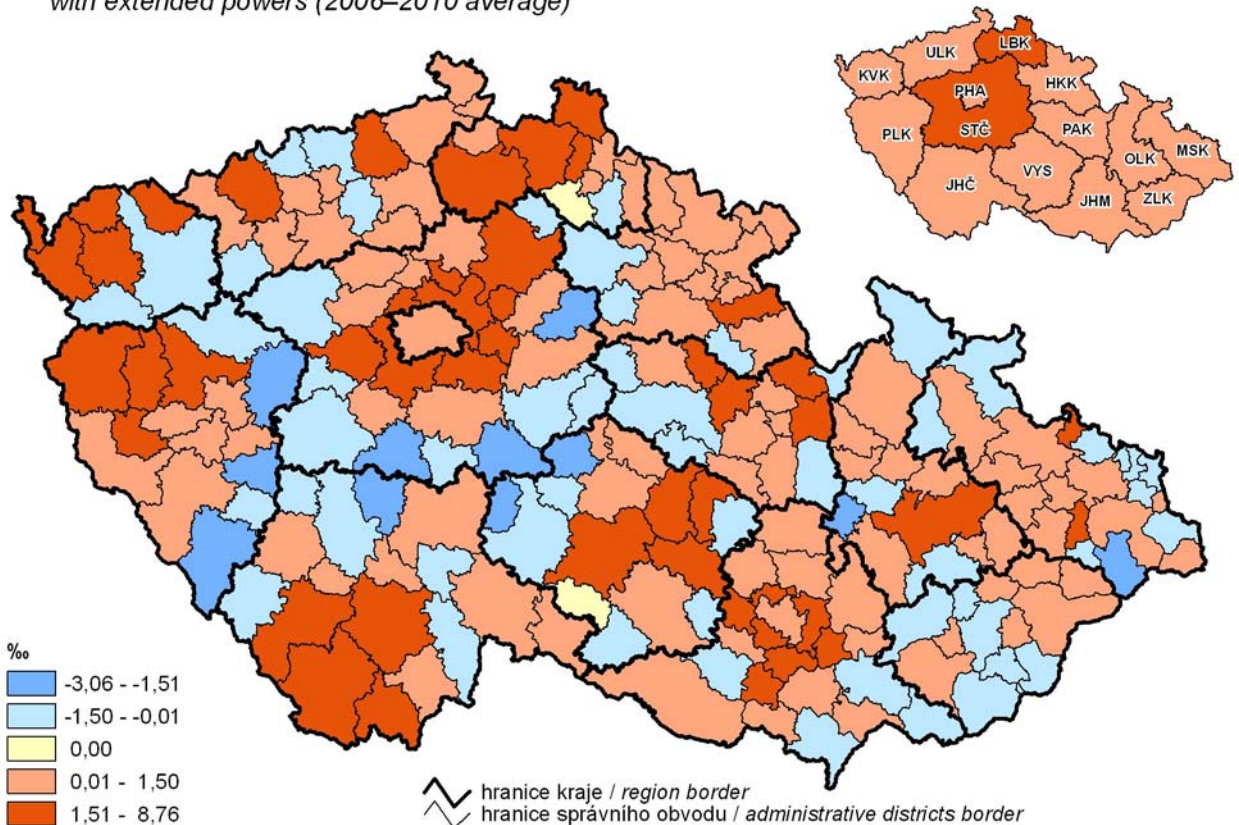 with extended powers (2006–2010 average)
LBK
ULK
KVK
HKK
PHA
PLK
STČ
PAK
MSK
OLK
VYS
JHČ
JHM
ZLK
‰
-3,06 - -1,51
-1,50 - -0,01
0,00
0,01 - 1,50
1,51 - 8,76
hranice kraje / region border
hranice správního obvodu / administrative districts border